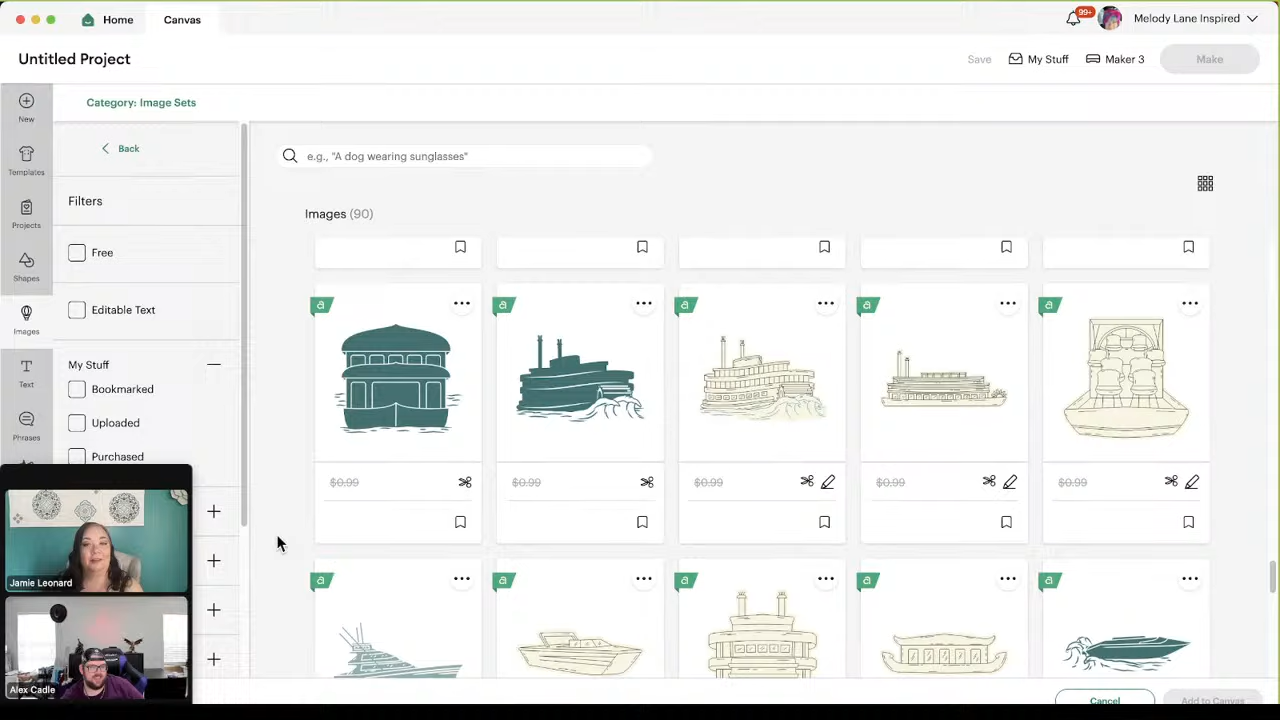 Home
Canvas
99+
Melody Lane Inspired
Untitled Project
Save
My Stuff
Maker 3
Make
New
Templates
Projects
Shapes
Images
Text
Phrases
Category: Image Sets
Back
Filters
Free
Editable Text
My Stuff
Bookmarked
Uploaded
Purchased
e.g., "A dog wearing sunglasses"
Images (90)
a a a a a
$0.99 $0.99 $0.99 $0.99 $0.99
a a a a a
Jamie Leonard
Alex Cadle
Cancel
Add to Canvas